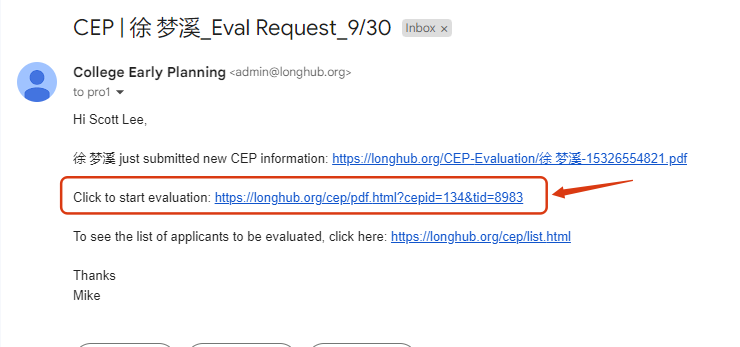 CEP | 徐 梦溪_Eval Request_9/30 Inbox ×
College Early Planning <admin@longhub.org>
to pro1
Hi Scott Lee,
徐 梦溪 just submitted new CEP information: https://longhub.org/CEP-Evaluation/徐 梦溪-15326554821.pdf
Click to start evaluation: https://longhub.org/cep/pdf.html?cepid=134&tid=8983
To see the list of applicants to be evaluated, click here: https://longhub.org/cep/list.html
Thanks
Mike